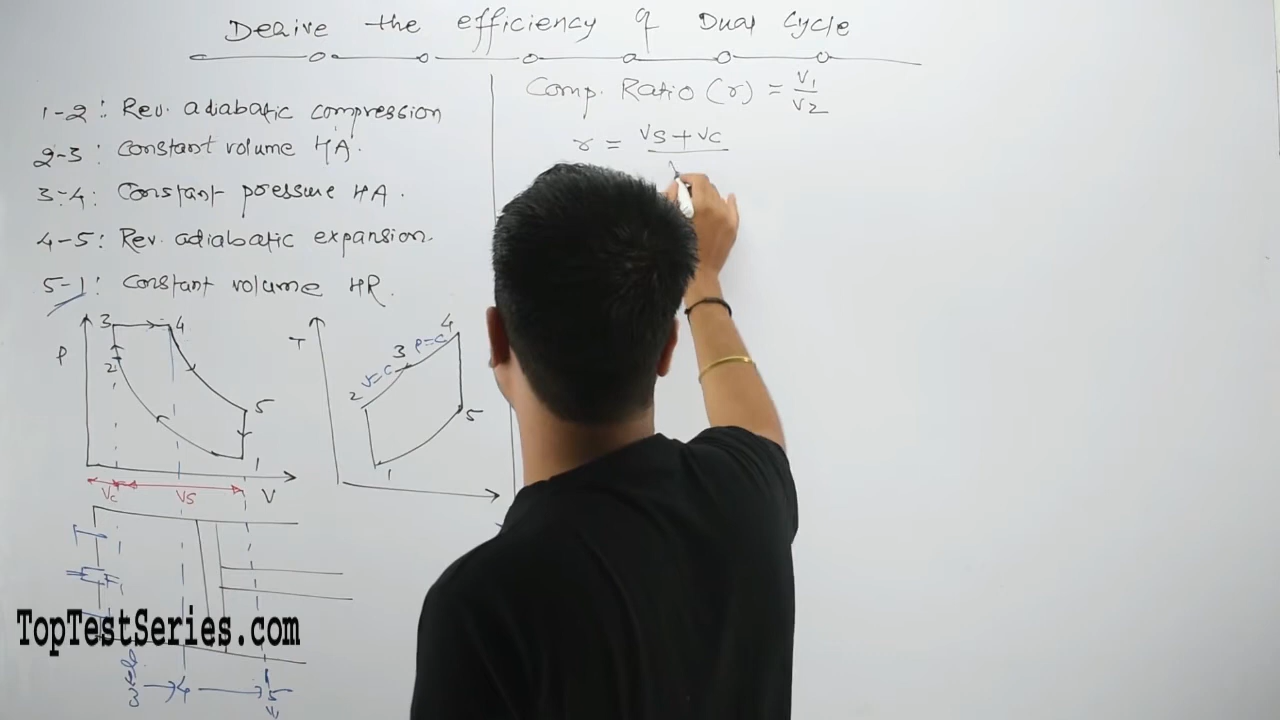 Derive the efficiency of Dual Cycle
1-2 : Rev. adiabatic compression
2-3 : Constant volume HA.
3-4 : Constant pressure HA.
4-5 : Rev. adiabatic expansion.
5-1 : Constant volume HR.
Comp. Ratio (r) = V1/V2
r = Vs + Vc
P
3
4
2
5
1
V
Vc
Vs
T
4
P=C
3
V=C
2
5
1
4
5
TopTestSeries.com